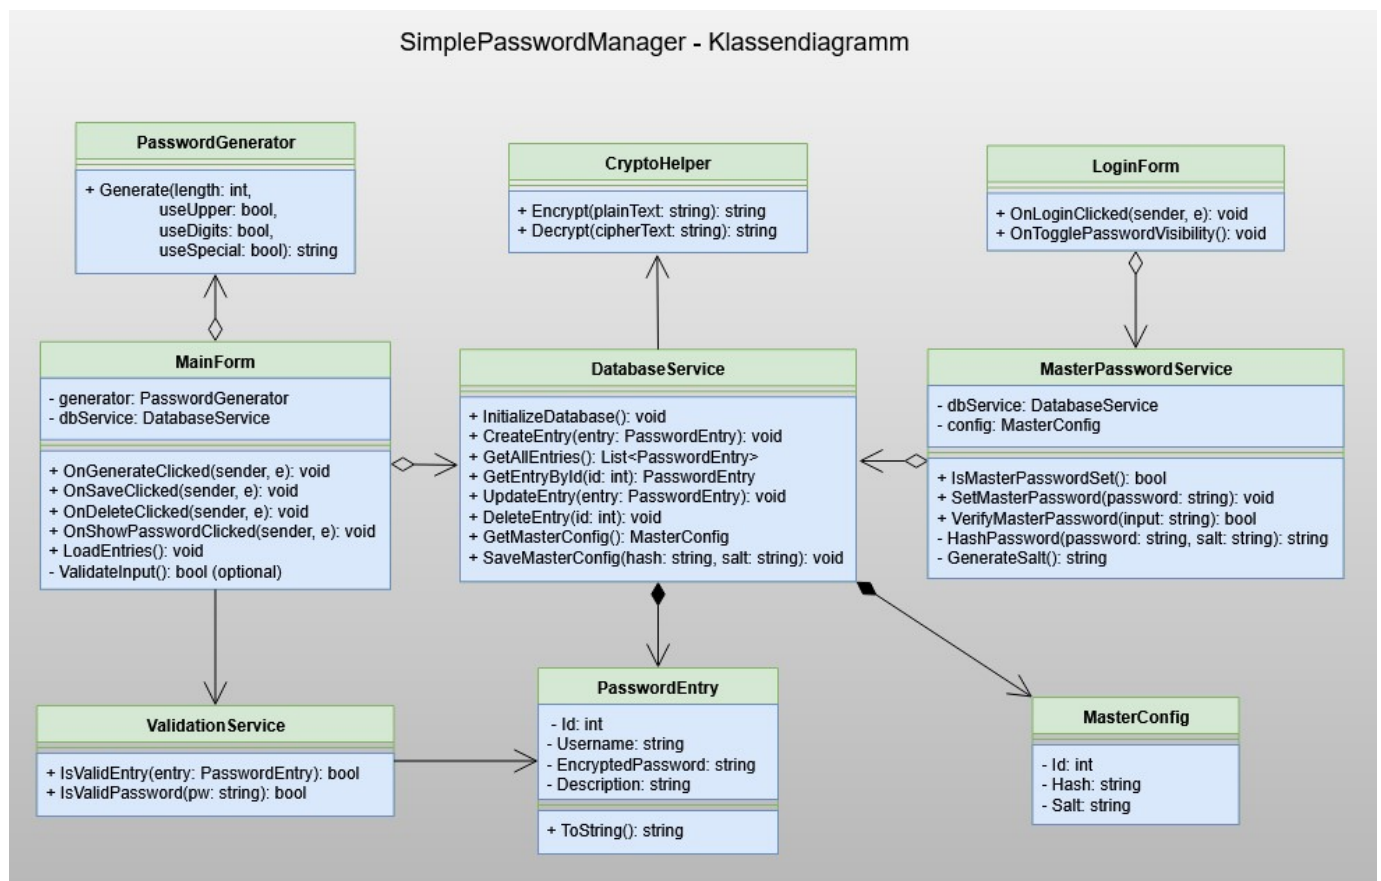 SimplePasswordManager - Klassendiagramm
PasswordGenerator
+ Generate(length: int,
useUpper: bool,
useDigits: bool,
useSpecial: bool): string
CryptoHelper
+ Encrypt(plainText: string): string
+ Decrypt(cipherText: string): string
LoginForm
+ OnLoginClicked(sender, e): void
+ OnTogglePasswordVisibility(): void
MainForm
- generator: PasswordGenerator
- dbService: DatabaseService
+ OnGenerateClicked(sender, e): void
+ OnSaveClicked(sender, e): void
+ OnDeleteClicked(sender, e): void
+ OnShowPasswordClicked(sender, e): void
+ LoadEntries(): void
- ValidateInput(): bool (optional)
DatabaseService
+ InitializeDatabase(): void
+ CreateEntry(entry: PasswordEntry): void
+ GetAllEntries(): List<PasswordEntry>
+ GetEntryById(id: int): PasswordEntry
+ UpdateEntry(entry: PasswordEntry): void
+ DeleteEntry(id: int): void
+ GetMasterConfig(): MasterConfig
+ SaveMasterConfig(hash: string, salt: string): void
MasterPasswordService
- dbService: DatabaseService
- config: MasterConfig
+ IsMasterPasswordSet(): bool
+ SetMasterPassword(password: string): void
+ VerifyMasterPassword(input: string): bool
- HashPassword(password: string, salt: string): string
- GenerateSalt(): string
ValidationService
+ IsValidEntry(entry: PasswordEntry): bool
+ IsValidPassword(pw: string): bool
PasswordEntry
- Id: int
- Username: string
- EncryptedPassword: string
- Description: string
+ ToString(): string
MasterConfig
- Id: int
- Hash: string
- Salt: string